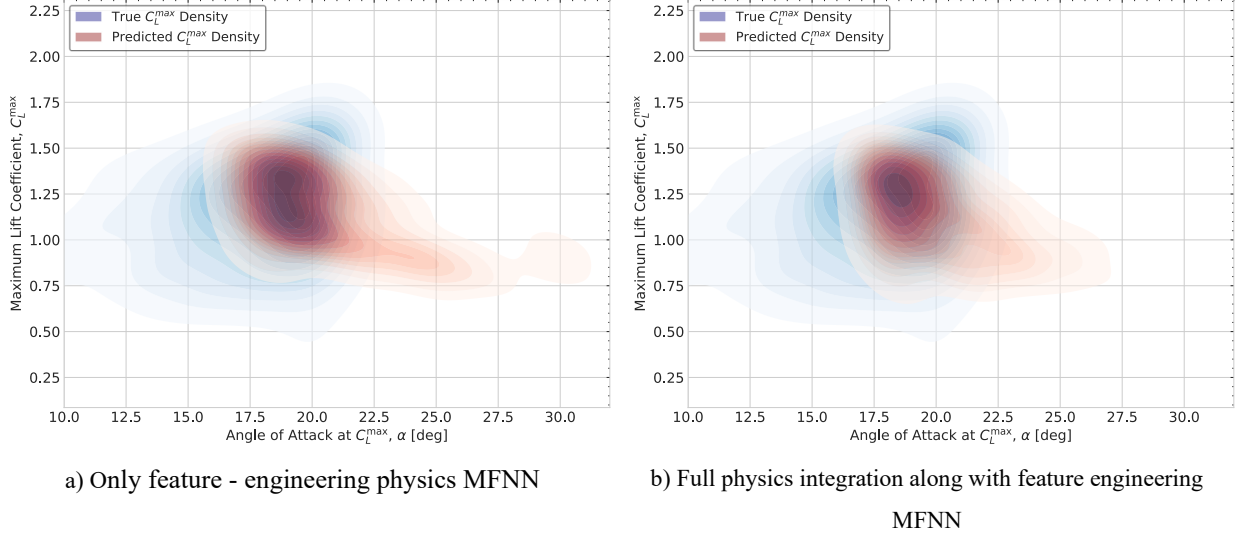 True C_L^max Density
Predicted C_L^max Density
2.25
2.00
1.75
1.50
1.25
1.00
0.75
0.50
0.25
Maximum Lift Coefficient, C_L^max
10.0 12.5 15.0 17.5 20.0 22.5 25.0 27.5 30.0
Angle of Attack at C_L^max, α [deg]
a) Only feature - engineering physics MFNN
True C_L^max Density
Predicted C_L^max Density
2.25
2.00
1.75
1.50
1.25
1.00
0.75
0.50
0.25
Maximum Lift Coefficient, C_L^max
10.0 12.5 15.0 17.5 20.0 22.5 25.0 27.5 30.0
Angle of Attack at C_L^max, α [deg]
b) Full physics integration along with feature engineering
MFNN